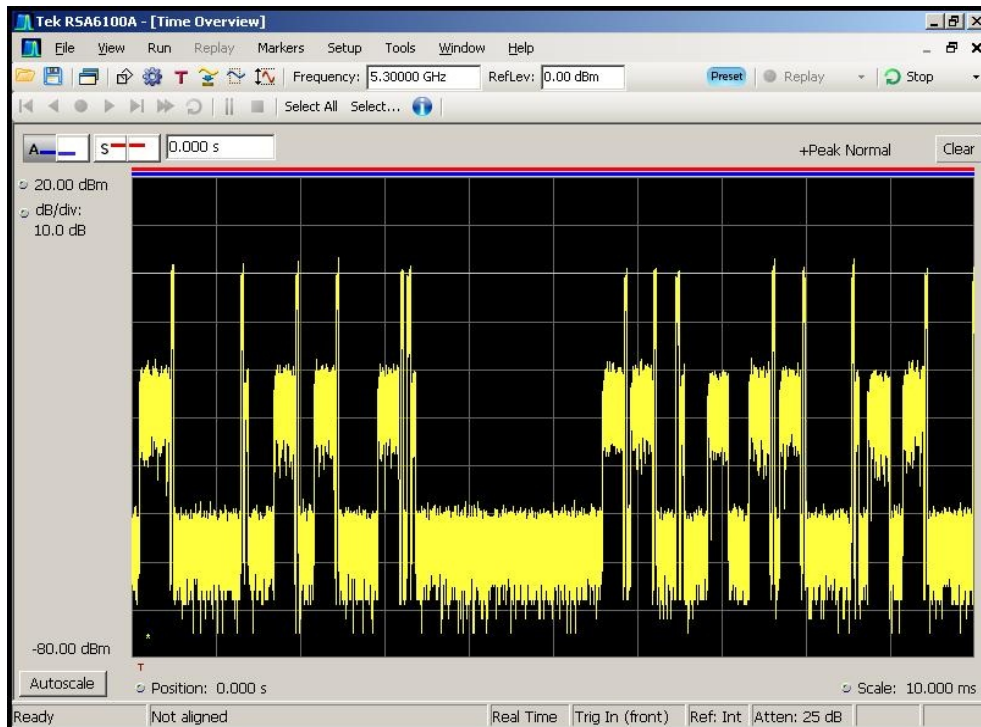 Tek RSA6100A - [Time Overview]
File View Run Replay Markers Setup Tools Window Help
T Frequency: 5.30000 GHz RefLev: 0.00 dBm Preset Replay Stop
Select All Select...
A S 0.000 s +Peak Normal Clear
20.00 dBm
dB/div:
10.0 dB
-80.00 dBm
T
Autoscale Position: 0.000 s Scale: 10.000 ms
Ready Not aligned Real Time Trig In (front) Ref: Int Atten: 25 dB